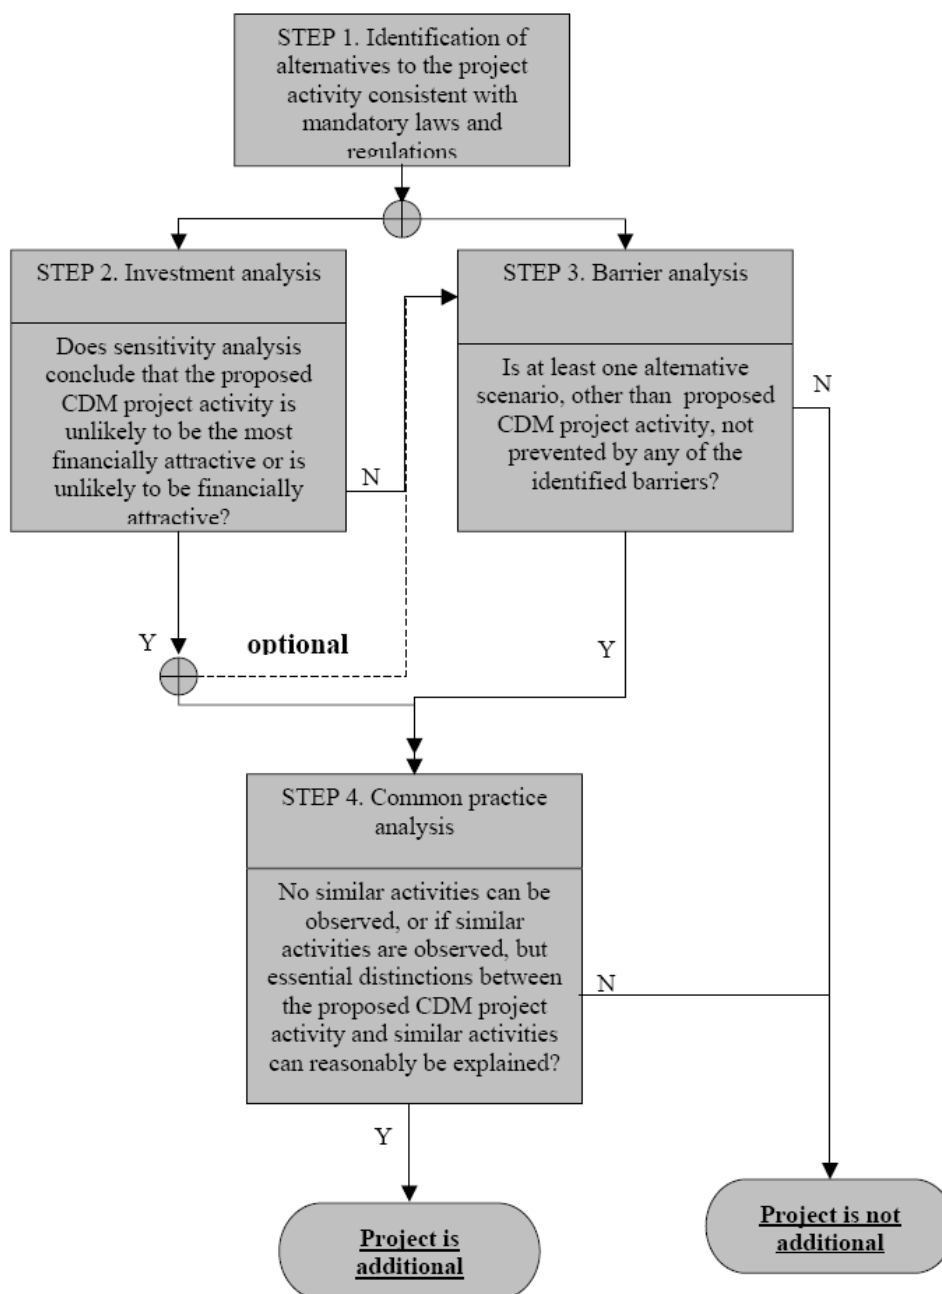 STEP 1. Identification of
alternatives to the project
activity consistent with
mandatory laws and
regulations
STEP 2. Investment analysis
Does sensitivity analysis
conclude that the proposed
CDM project activity is
unlikely to be the most
financially attractive or is
unlikely to be financially
attractive?
N
Y
optional
STEP 3. Barrier analysis
Is at least one alternative
scenario, other than proposed
CDM project activity, not
prevented by any of the
identified barriers?
N
Y
STEP 4. Common practice
analysis
No similar activities can be
observed, or if similar
activities are observed, but
essential distinctions between
the proposed CDM project
activity and similar activities
can reasonably be explained?
N
Y
Project is
additional
Project is not
additional